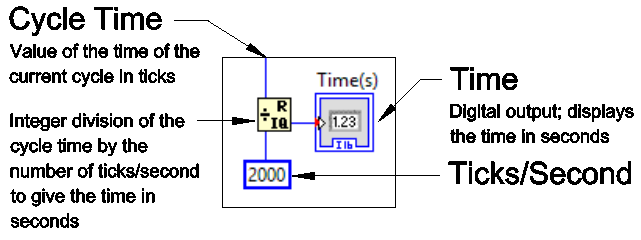 Cycle Time
Value of the time of the
current cycle in ticks
Integer division of the
cycle time by the
number of ticks/second
to give the time in
seconds
Time(s)
÷ R
IQ
1.23
I16
2000
Time
Digital output; displays
the time in seconds
Ticks/Second